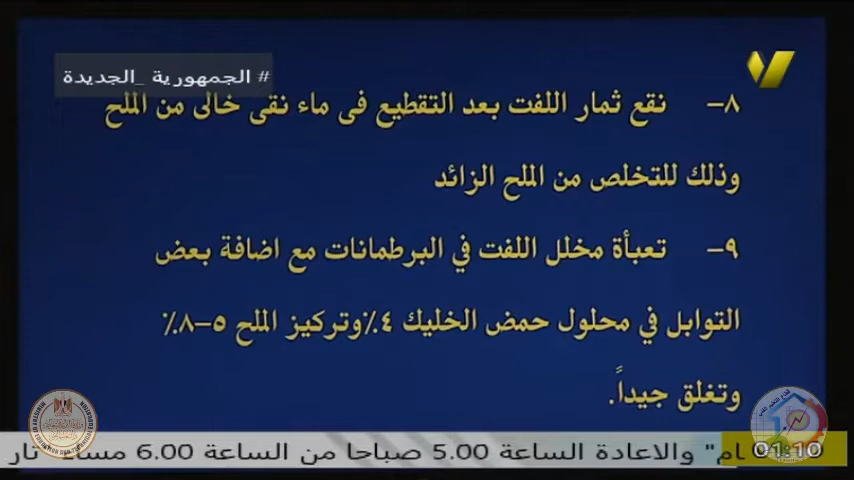 # الجمهورية _الجديدة
٨- نقع ثمار اللفت بعد التقطيع فى ماء نقى خالى من الملح
وذلك للتخلص من الملح الزائد
٩- تعبأة مخلل اللفت في البرطمانات مع اضافة بعض
التوابل في محلول حمض الخليك ٤٪وتركيز الملح ٥-٨٪
وتغلق جيداً.
ام" والاعادة الساعة 5.00 صباحا من الساعة 6.00 مساء
01:10